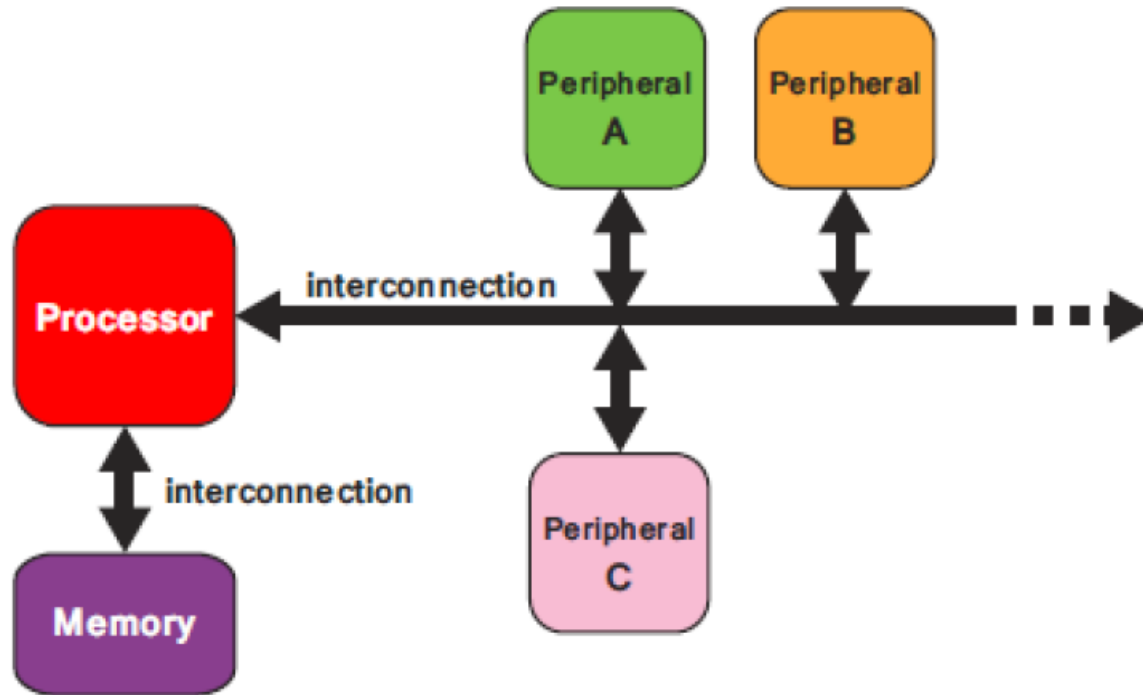 Peripheral
A
Peripheral
B
interconnection
Processor
interconnection
Peripheral
C
Memory